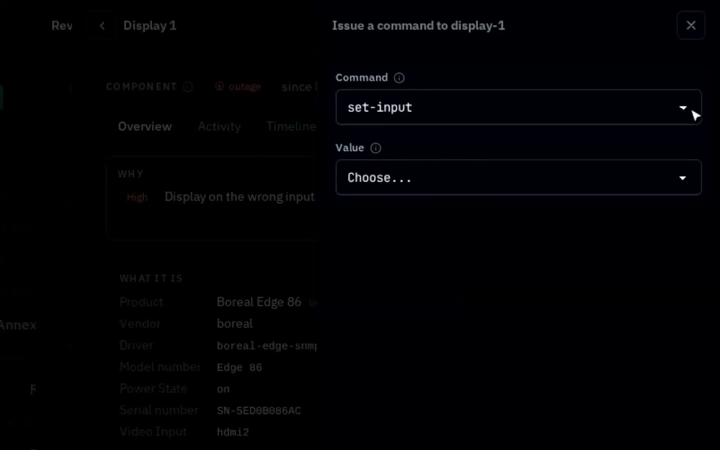 Rev
Display 1
Issue a command to display-1
COMPONENT
outage
since
Command
set-input
Overview
Activity
Timeline
Value
Choose...
WHY
High
Display on the wrong input
WHAT IT IS
Product Boreal Edge 86
Vendor boreal
Driver boreal-edge-snmp
Annex
Model number Edge 86
Power State on
Serial number SN-SED0B086AC
Video Input hdmi2